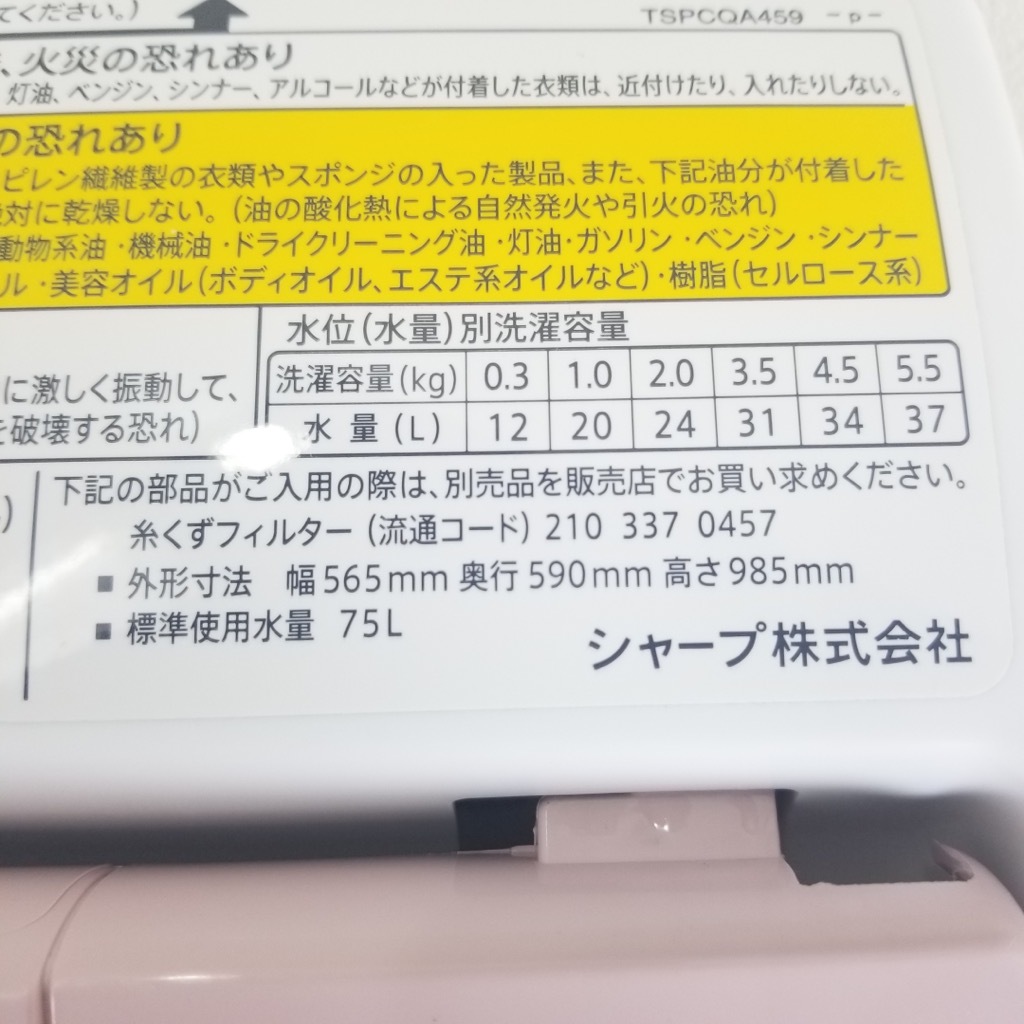 てください。)
TSPCQA459 -p-
、火災の恐れあり
灯油、ベンジン、シンナー、アルコールなどが付着した衣類は、近付けたり、入れたりしない。
の恐れあり
ピレン繊維製の衣類やスポンジの入った製品、また、下記油分が付着した
対に乾燥しない。(油の酸化熱による自然発火や引火の恐れ)
動物系油・機械油・ドライクリーニング油・灯油・ガソリン・ベンジン・シンナー
ル・美容オイル(ボディオイル、エステ系オイルなど)・樹脂(セルロース系)
に激しく振動して、
を破壊する恐れ)
水位(水量)別洗濯容量
洗濯容量(kg) 0.3 1.0 2.0 3.5 4.5 5.5
水量(L) 12 20 24 31 34 37
下記の部品がご入用の際は、別売品を販売店でお買い求めください。
糸くずフィルター(流通コード) 210 337 0457
■ 外形寸法 幅565mm 奥行590mm 高さ985mm
■ 標準使用水量 75L
シャープ株式会社